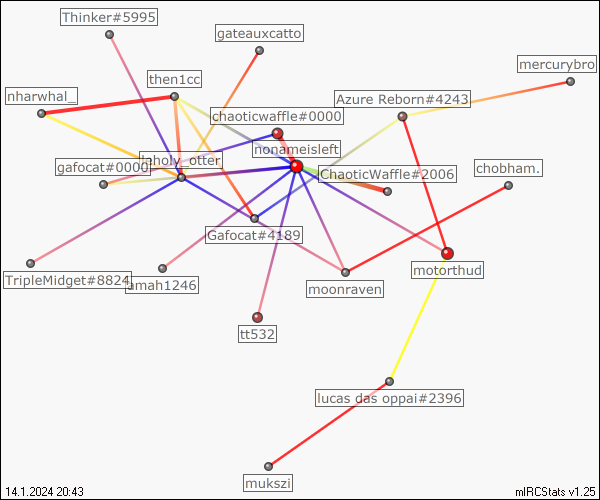 Thinker#5995
gateauxcatto
mercurybro
then1cc
nharwhal_
Azure Reborn#4243
chaoticwaffle#0000
nonameisleft
laholy_otter
gafocat#0000
ChaoticWaffle#2006
chobham.
Gafocat#4189
motorthud
TripleMidget#8824
amah1246
moonraven
tt532
lucas das oppai#2396
mukszi
14.1.2024 20:43
mIRCStats v1.25